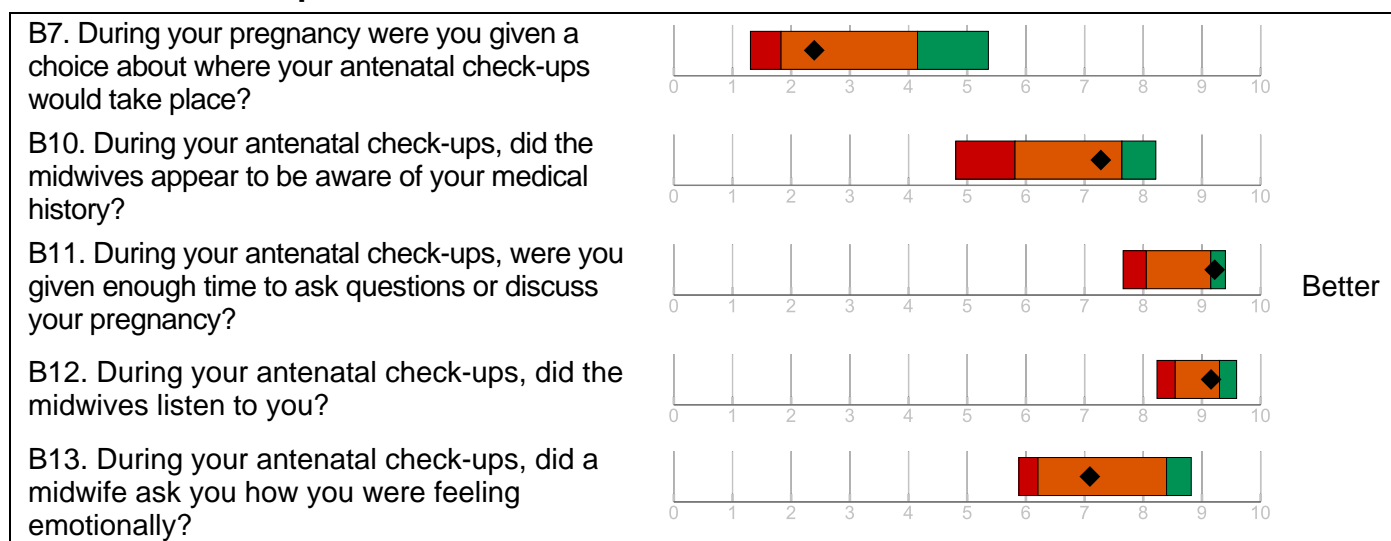 B7. During your pregnancy were you given a
choice about where your antenatal check-ups
would take place?
0 1 2 3 4 5 6 7 8 9 10
B10. During your antenatal check-ups, did the
midwives appear to be aware of your medical
history?
0 1 2 3 4 5 6 7 8 9 10
B11. During your antenatal check-ups, were you
given enough time to ask questions or discuss
your pregnancy?
0 1 2 3 4 5 6 7 8 9 10
Better
B12. During your antenatal check-ups, did the
midwives listen to you?
0 1 2 3 4 5 6 7 8 9 10
B13. During your antenatal check-ups, did a
midwife ask you how you were feeling
emotionally?
0 1 2 3 4 5 6 7 8 9 10